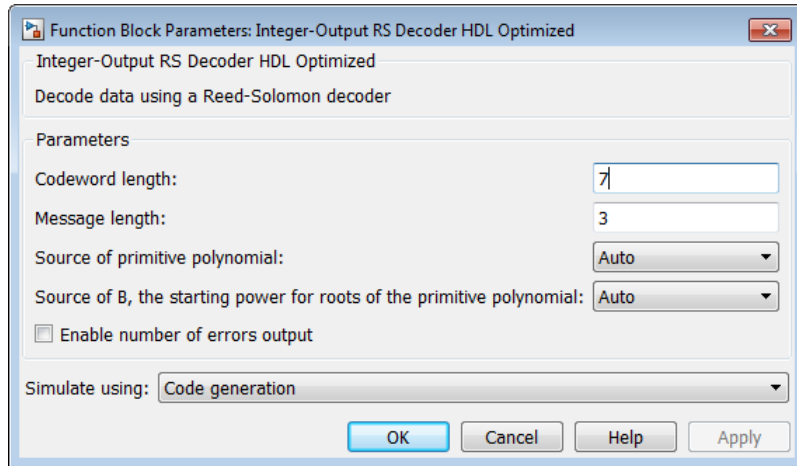 Function Block Parameters: Integer-Output RS Decoder HDL Optimized
Integer-Output RS Decoder HDL Optimized
Decode data using a Reed-Solomon decoder
Parameters
Codeword length: 7
Message length: 3
Source of primitive polynomial: Auto
Source of B, the starting power for roots of the primitive polynomial: Auto
Enable number of errors output
Simulate using: Code generation
OK Cancel Help Apply